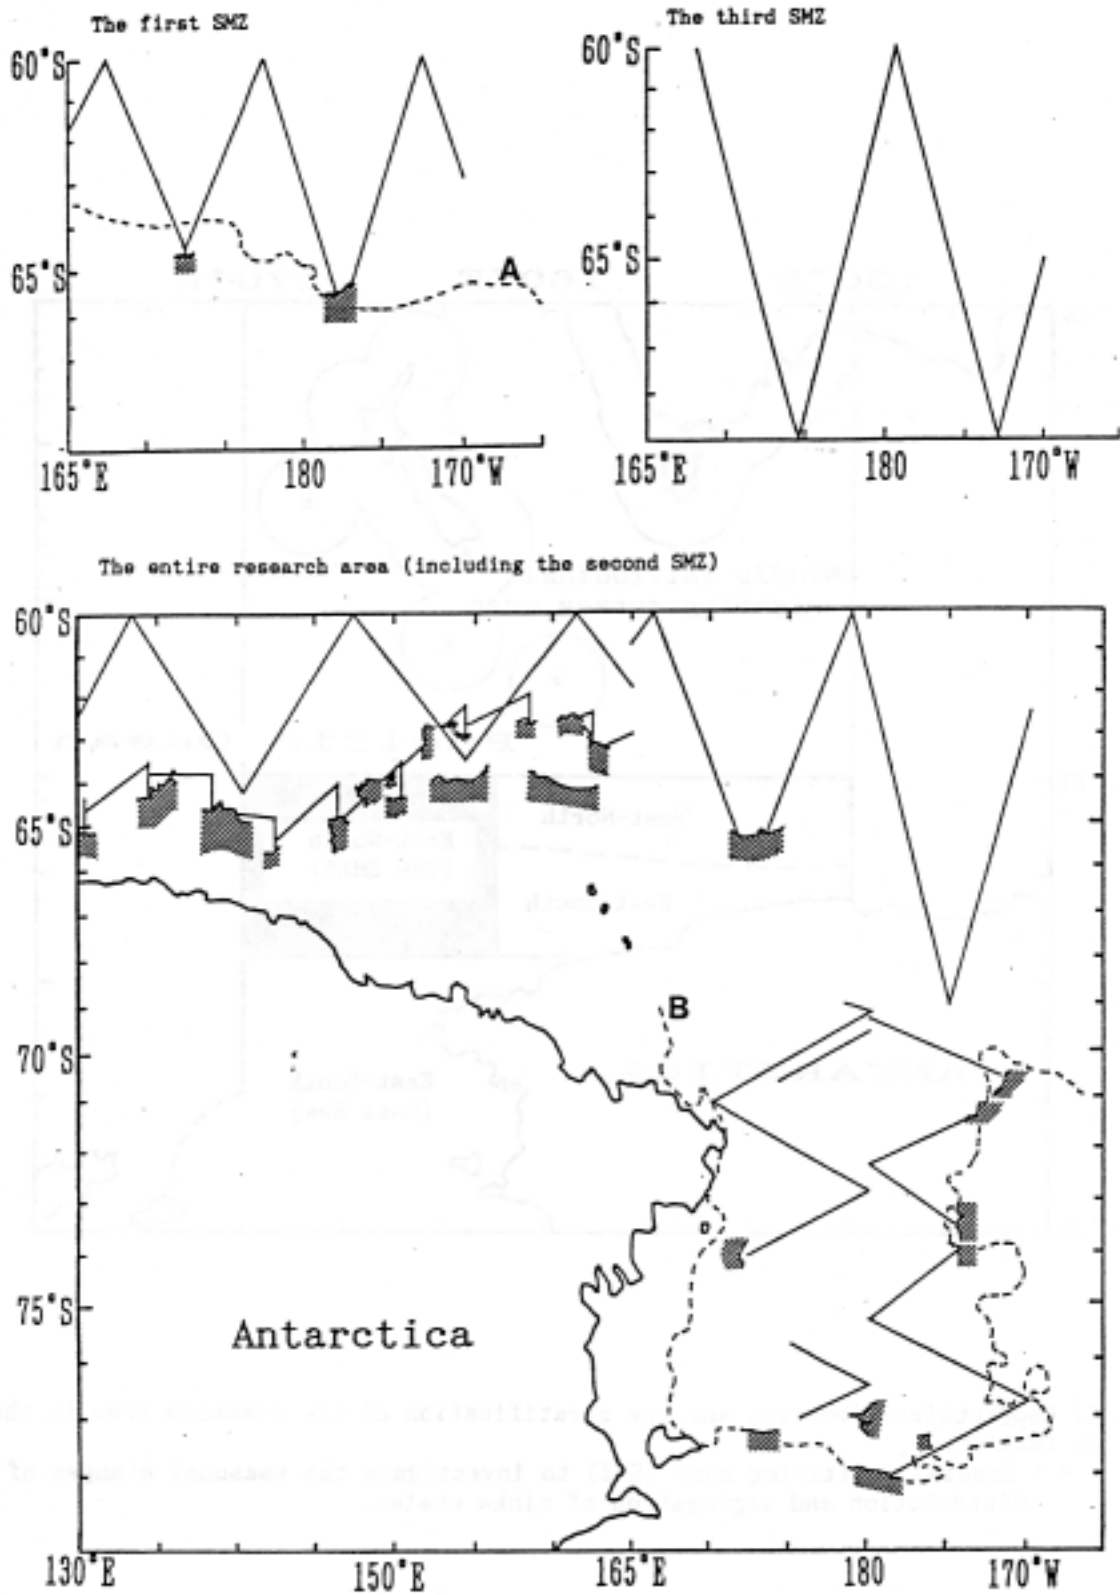 The first SMZ
60°S
65°S
A
165°E
180
170°W
The third SMZ
60°S
65°S
165°E
180
170°W
The entire research area (including the second SMZ)
60°S
65°S
70°S
75°S
B
Antarctica
130°E
150°E
165°E
180
170°W